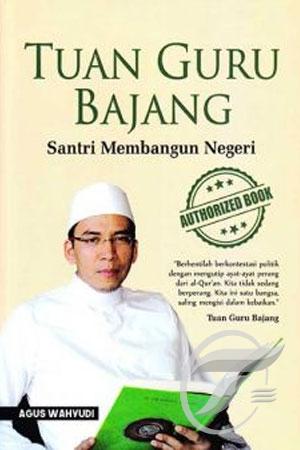 TUAN GURU
BAJANG
Santri Membangun Negeri
AUTHORIZED BOOK
"Berhentilah berkontestasi politik
dengan mengutip ayat-ayat perang
dari al-Qur'an. Kita tidak sedang
berperang. Kita ini satu bangsa,
saling mengisi dalam kebaikan."
Tuan Guru Bajang
AGUS WAHYUDI